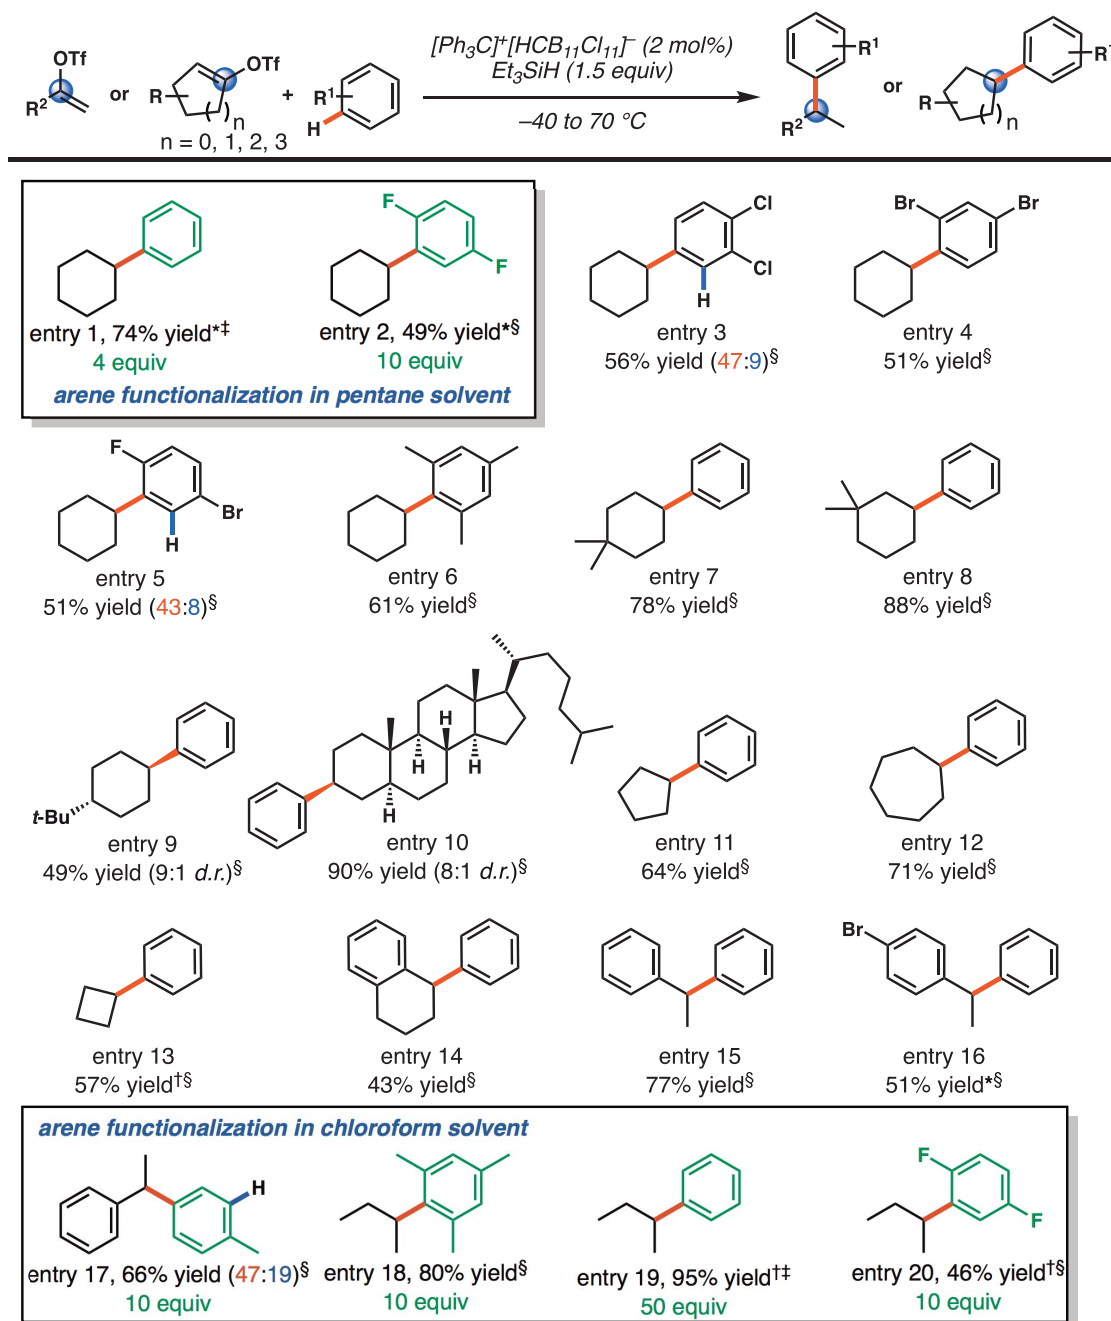 OTf
R²
or
R
OTf
n
n = 0, 1, 2, 3
+
R¹
H
[Ph₃C]⁺[HCB₁₁Cl₁₁]⁻ (2 mol%)
Et₃SiH (1.5 equiv)
–40 to 70 °C
R¹
R²
or
R
n
R¹
F
F
entry 1, 74% yield*‡
4 equiv
entry 2, 49% yield*§
10 equiv
arene functionalization in pentane solvent
Cl
Cl
H
entry 3
56% yield (47:9)§
Br
Br
entry 4
51% yield§
F
Br
H
entry 5
51% yield (43:8)§
entry 6
61% yield§
entry 7
78% yield§
entry 8
88% yield§
t-Bu
entry 9
49% yield (9:1 d.r.)§
H
H
H
H
entry 10
90% yield (8:1 d.r.)§
entry 11
64% yield§
entry 12
71% yield§
entry 13
57% yield†§
entry 14
43% yield§
entry 15
77% yield§
Br
entry 16
51% yield*§
arene functionalization in chloroform solvent
H
entry 17, 66% yield (47:19)§
10 equiv
entry 18, 80% yield§
10 equiv
entry 19, 95% yield†‡
50 equiv
F
F
entry 20, 46% yield†§
10 equiv